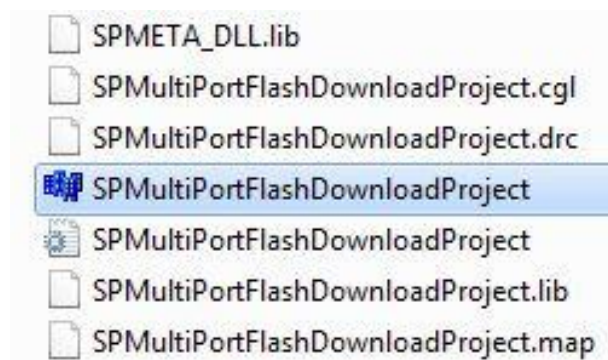 SPMETA_DLL.lib
SPMultiPortFlashDownloadProject.cgl
SPMultiPortFlashDownloadProject.drc
SPMultiPortFlashDownloadProject
SPMultiPortFlashDownloadProject
SPMultiPortFlashDownloadProject.lib
SPMultiPortFlashDownloadProject.map